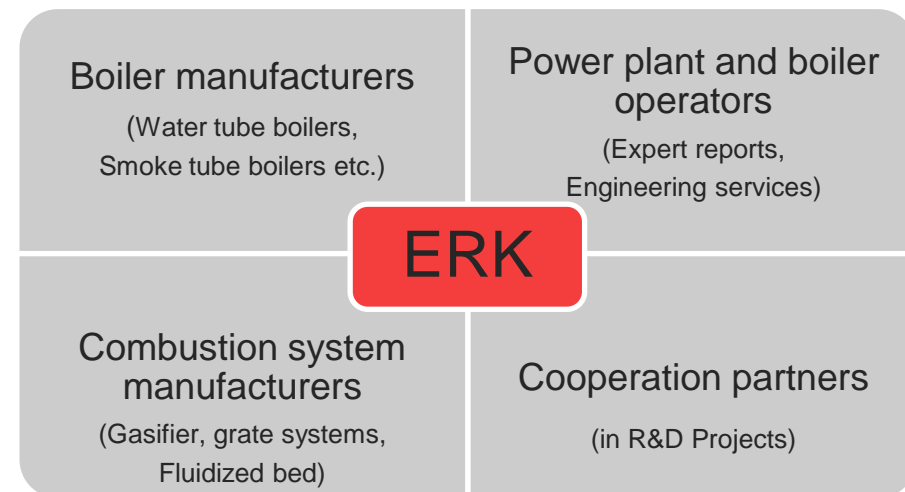 Boiler manufacturers
(Water tube boilers,
Smoke tube boilers etc.)
Power plant and boiler
operators
(Expert reports,
Engineering services)
ERK
Combustion system
manufacturers
(Gasifier, grate systems,
Fluidized bed)
Cooperation partners
(in R&D Projects)